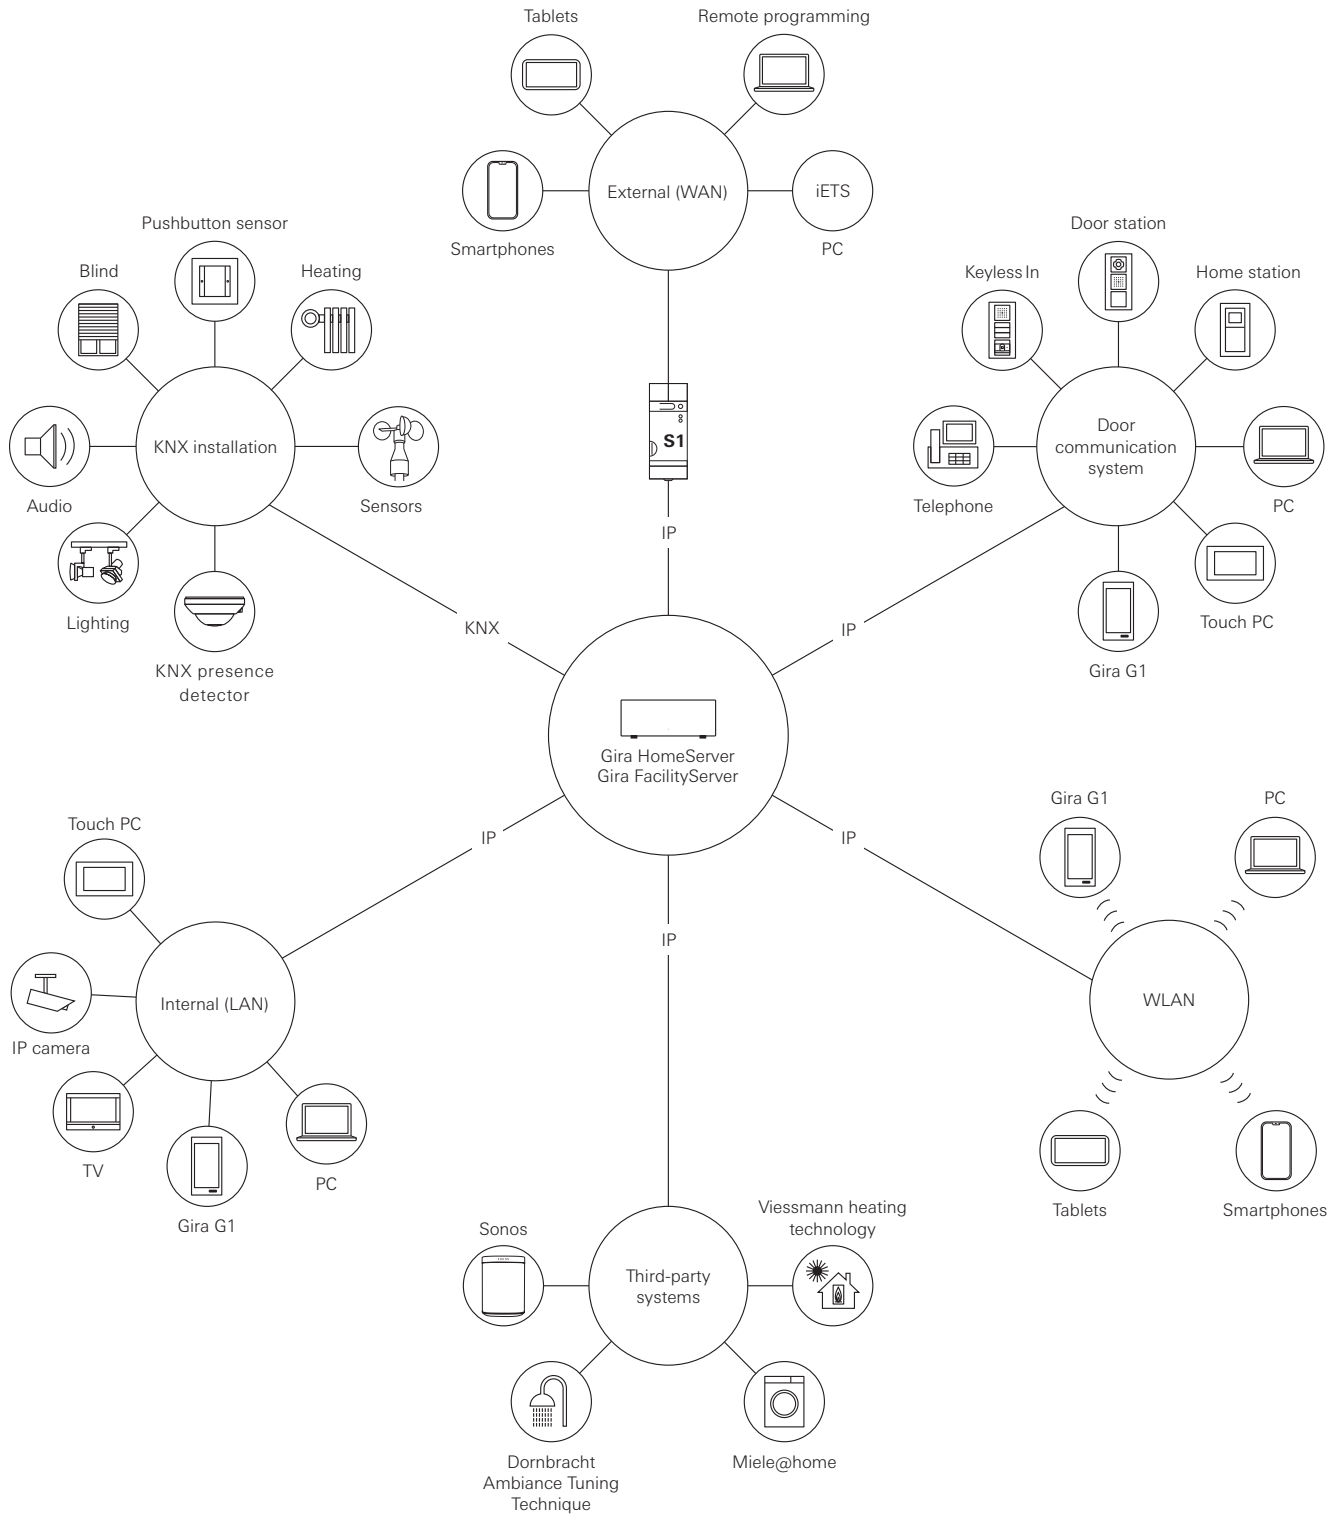 Tablets
Remote programming
External (WAN)
iETS
Smartphones
PC
Pushbutton sensor
Blind
Heating
KNX installation
Audio
Sensors
Lighting
KNX presence
detector
Door station
Keyless In
Home station
Door
communication
system
Telephone
PC
Touch PC
Gira G1
S1
IP
KNX
IP
Gira HomeServer
Gira FacilityServer
IP
IP
IP
Touch PC
Internal (LAN)
IP camera
TV
PC
Gira G1
Gira G1
PC
WLAN
Tablets
Smartphones
Sonos
Viessmann heating
technology
Third-party
systems
Dornbracht
Ambiance Tuning
Technique
Miele@home